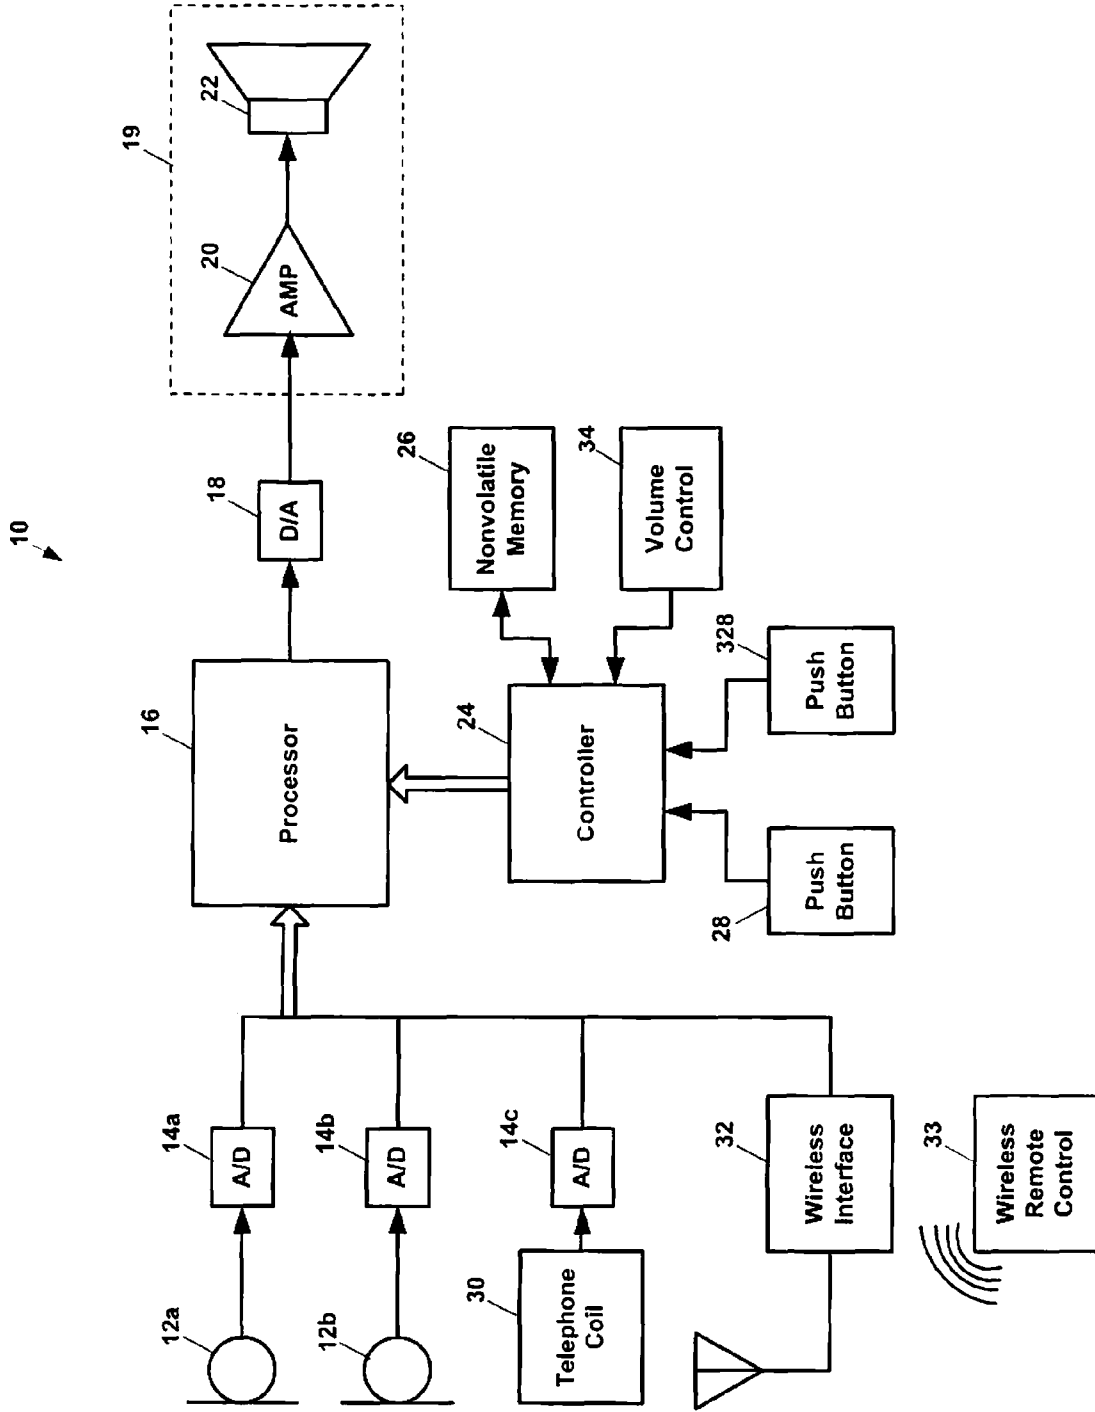 10
12a
14a
A/D
12b
14b
A/D
30
Telephone
Coil
14c
A/D
32
Wireless
Interface
33
Wireless
Remote
Control
16
Processor
18
D/A
19
20
AMP
22
24
Controller
26
Nonvolatile
Memory
34
Volume
Control
28
Push
Button
328
Push
Button